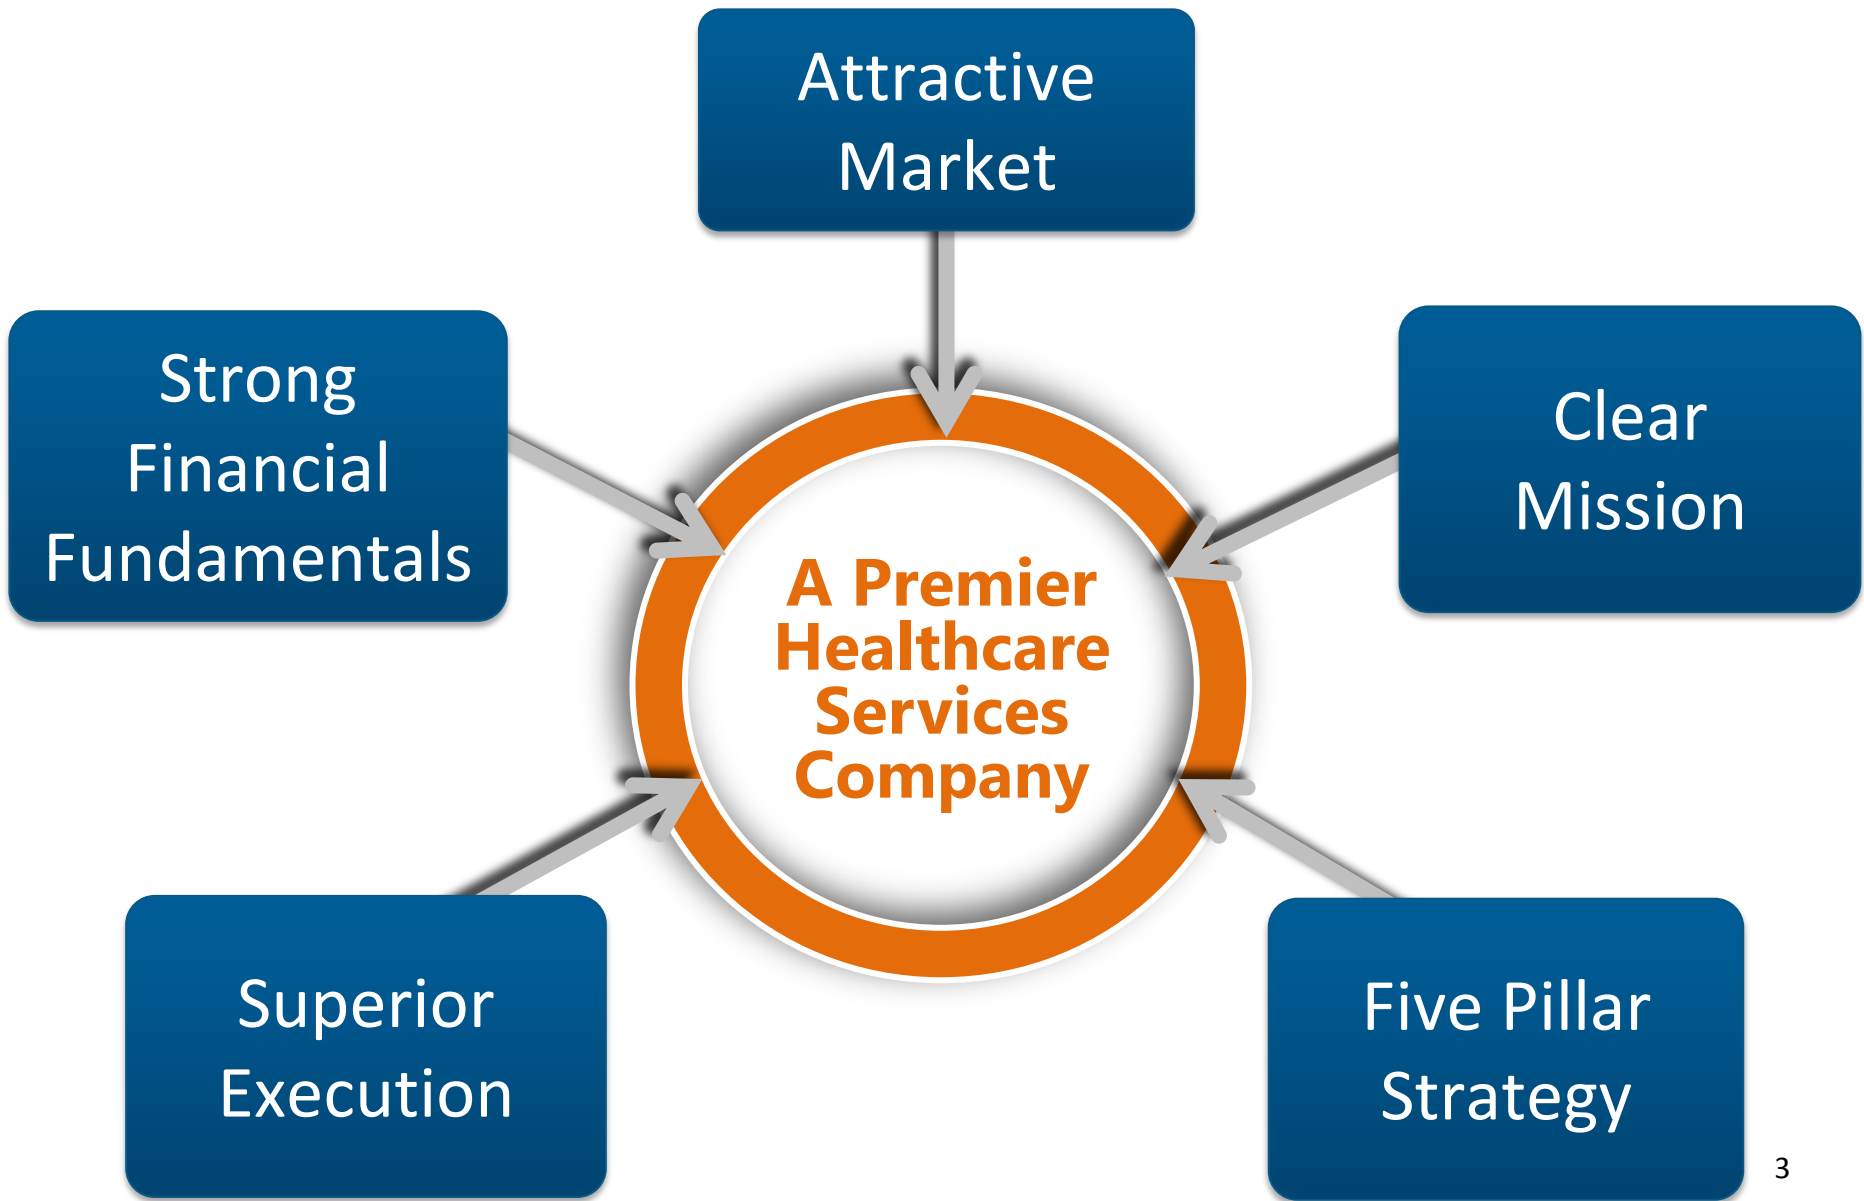 Attractive
Market
Strong
Financial
Fundamentals
Clear
Mission
A Premier
Healthcare
Services
Company
Superior
Execution
Five Pillar
Strategy
3